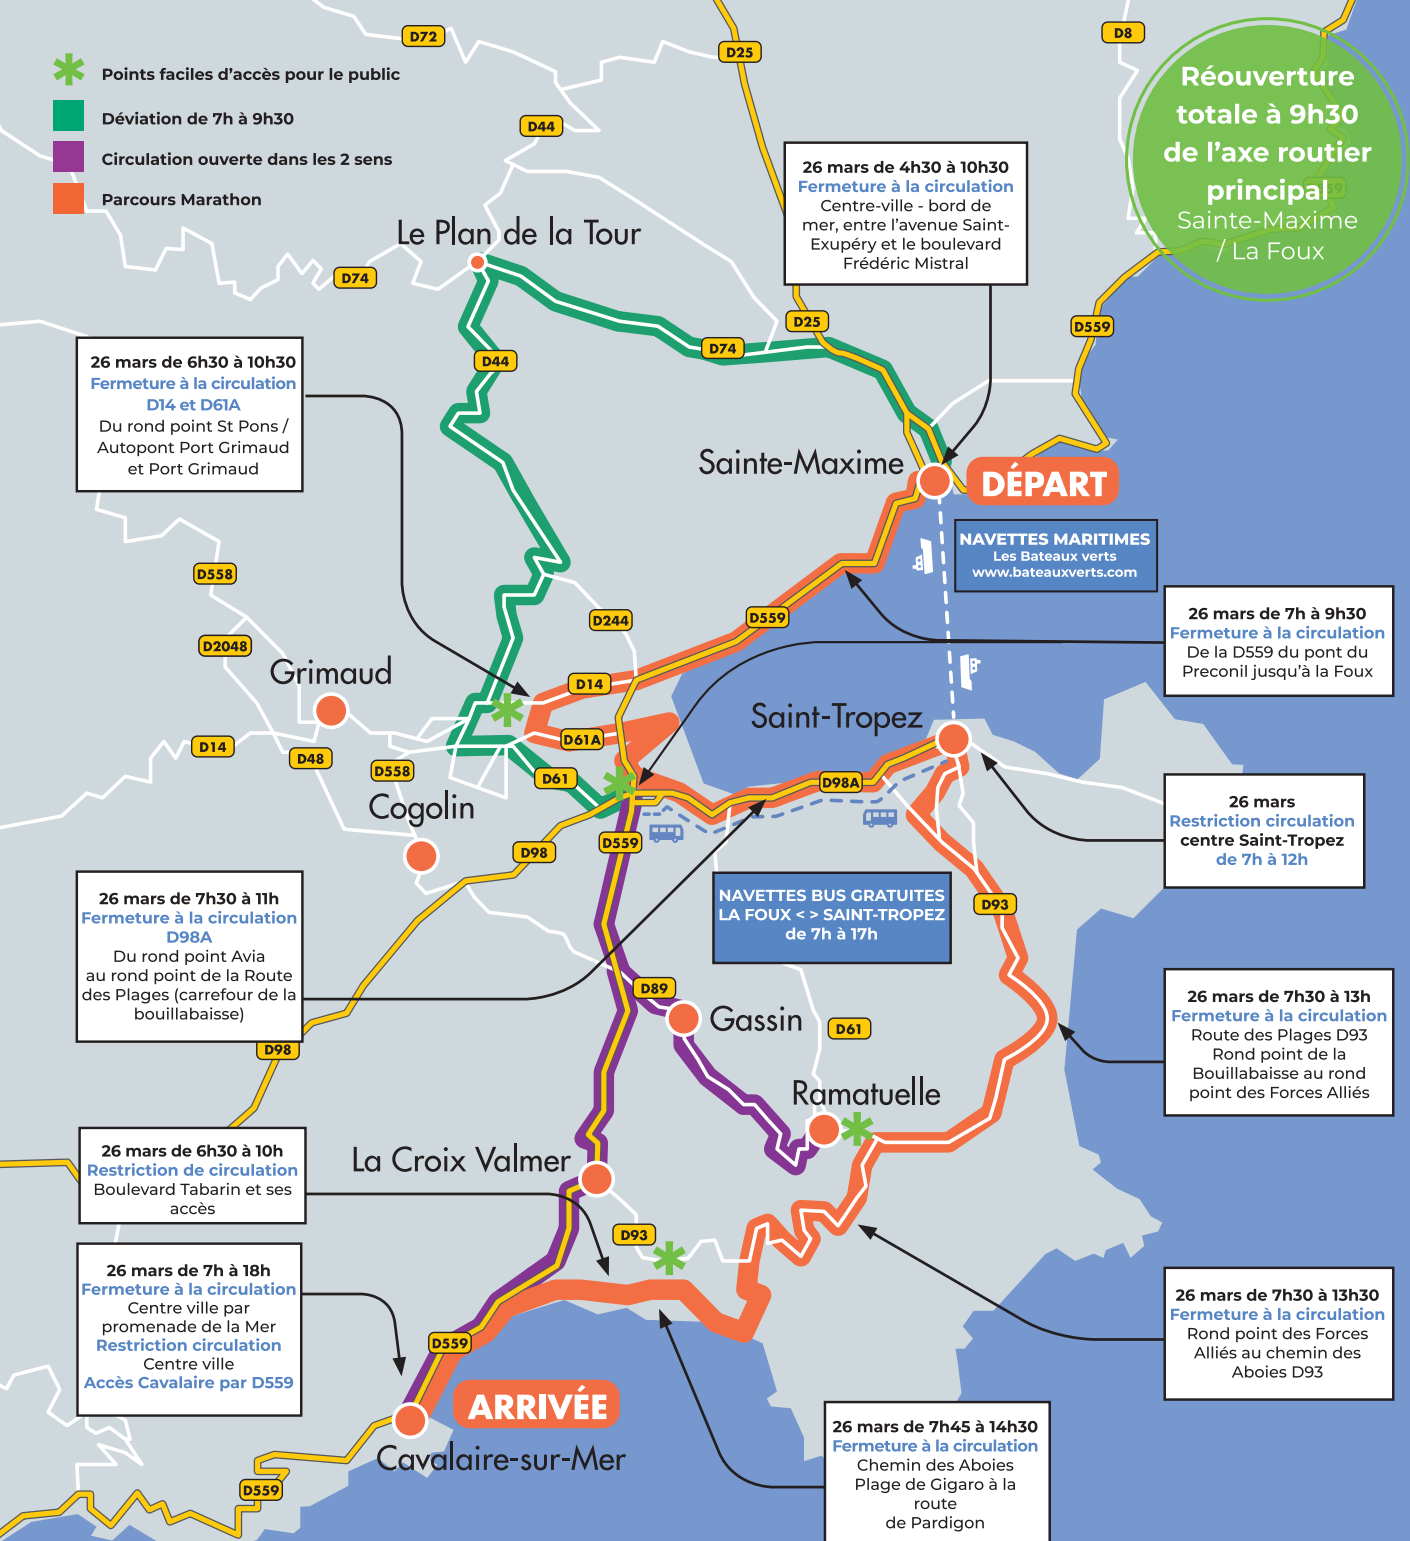 Points faciles d'accès pour le public
Déviation de 7h à 9h30
Circulation ouverte dans les 2 sens
Parcours Marathon
D72
D25
D8
Réouverture
totale à 9h30
de l'axe routier
principal
Sainte-Maxime
/ La Foux
D44
26 mars de 4h30 à 10h30
Fermeture à la circulation
Centre-ville - bord de
mer, entre l'avenue Saint-
Exupéry et le boulevard
Frédéric Mistral
Le Plan de la Tour
D74
D25
D559
D74
D44
26 mars de 6h30 à 10h30
Fermeture à la circulation
D14 et D61A
Du rond point St Pons /
Autopont Port Grimaud
et Port Grimaud
Sainte-Maxime
DÉPART
NAVETTES MARITIMES
Les Bateaux verts
www.bateauxverts.com
D558
D2048
D244
D559
26 mars de 7h à 9h30
Fermeture à la circulation
De la D559 du pont du
Preconil jusqu'à la Foux
Grimaud
D14
Saint-Tropez
D14
D48
D558
D61A
D61
D98A
Cogolin
D559
D98
26 mars
Restriction circulation
centre Saint-Tropez
de 7h à 12h
26 mars de 7h30 à 11h
Fermeture à la circulation
D98A
Du rond point Avia
au rond point de la Route
des Plages (carrefour de la
bouillabaisse)
NAVETTES BUS GRATUITES
LA FOUX < > SAINT-TROPEZ
de 7h à 17h
D93
D89
Gassin
D61
D98
26 mars de 7h30 à 13h
Fermeture à la circulation
Route des Plages D93
Rond point de la
Bouillabaisse au rond
point des Forces Alliés
Ramatuelle
26 mars de 6h30 à 10h
Restriction de circulation
Boulevard Tabarin et ses
accès
La Croix Valmer
D93
26 mars de 7h à 18h
Fermeture à la circulation
Centre ville par
promenade de la Mer
Restriction circulation
Centre ville
Accès Cavalaire par D559
26 mars de 7h30 à 13h30
Fermeture à la circulation
Rond point des Forces
Alliés au chemin des
Aboies D93
D559
ARRIVÉE
Cavalaire-sur-Mer
D559
26 mars de 7h45 à 14h30
Fermeture à la circulation
Chemin des Aboies
Plage de Gigaro à la
route
de Pardigon